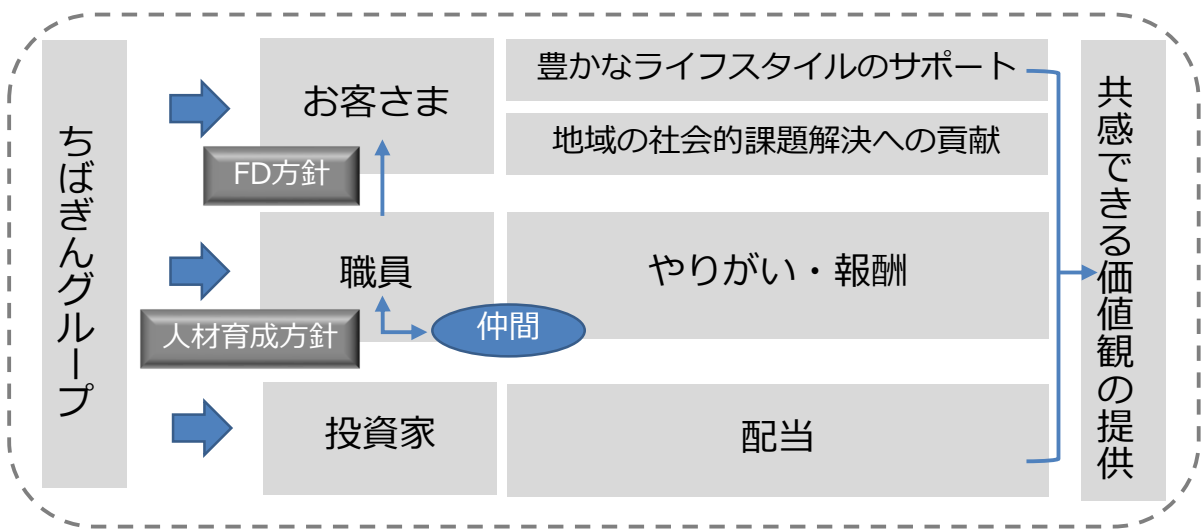 ちばぎんグループ
お客さま
豊かなライフスタイルのサポート
地域の社会的課題解決への貢献
FD方針
職員
やりがい・報酬
仲間
人材育成方針
投資家
配当
共感できる価値観の提供